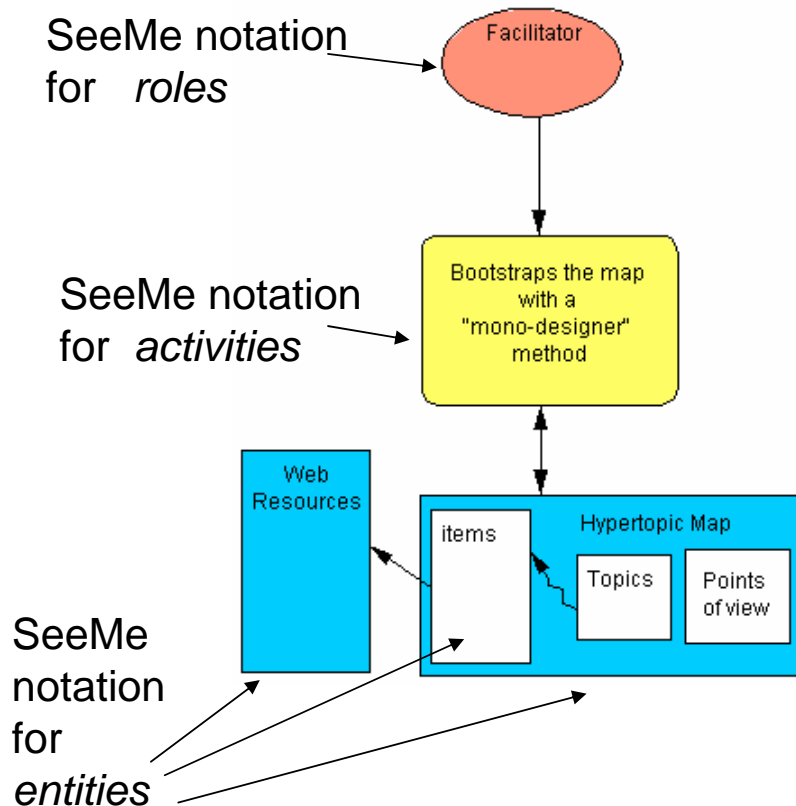 SeeMe notation
for roles
Facilitator
Bootstraps the map
with a
"mono-designer"
method
SeeMe notation
for activities
Web
Resources
Hypertopic Map
items
Topics
Points
of view
SeeMe
notation
for
entities